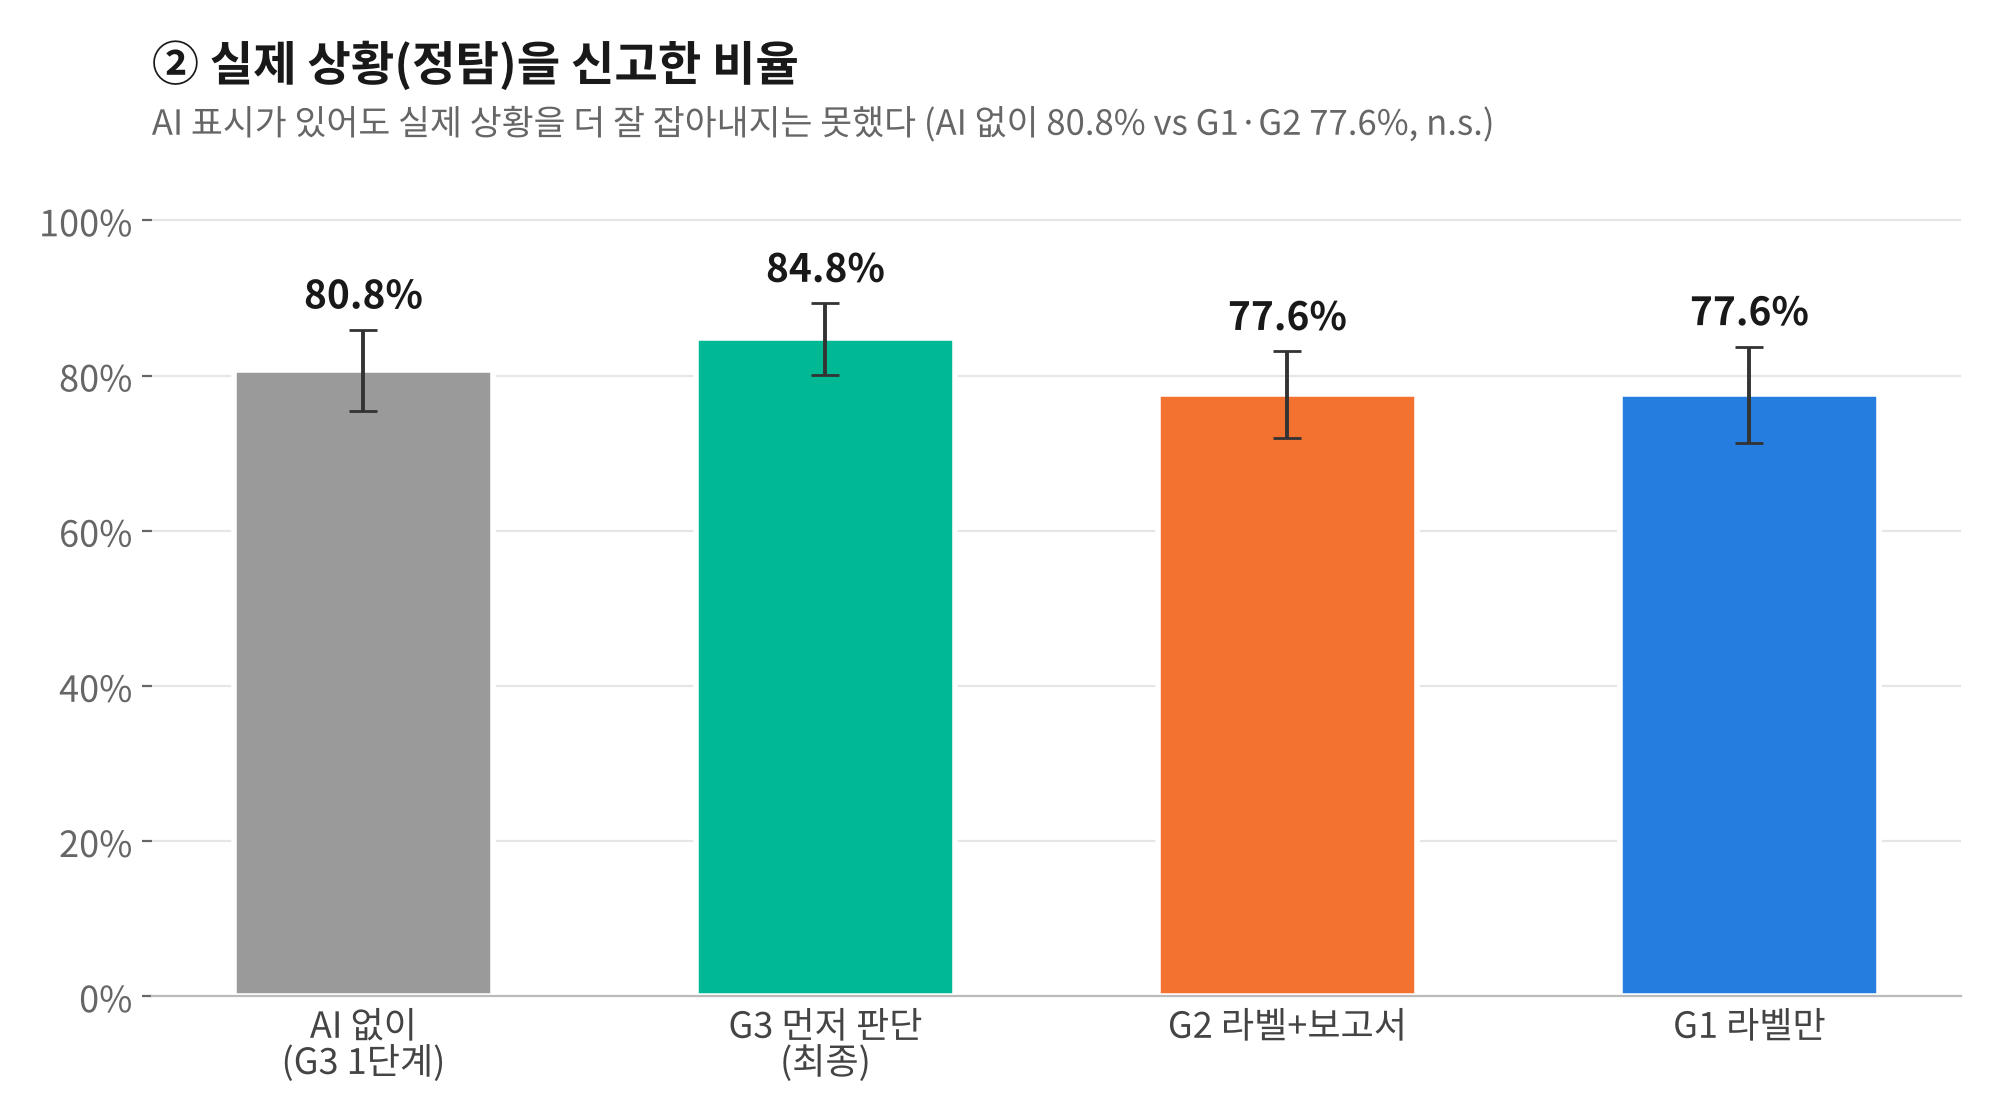 ② 실제 상황(정탐)을 신고한 비율
AI 표시가 있어도 실제 상황을 더 잘 잡아내지는 못했다 (AI 없이 80.8% vs G1·G2 77.6%, n.s.)
100%
80%
60%
40%
20%
0%
80.8%
84.8%
77.6%
77.6%
AI 없이
(G3 1단계)
G3 먼저 판단
(최종)
G2 라벨+보고서
G1 라벨만